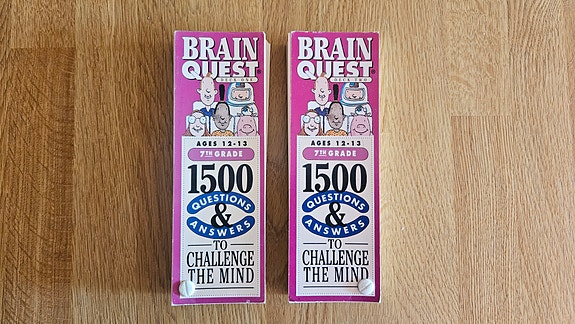 BRAIN
QUEST®
DECK ONE
AGES 12-13
7TH GRADE
1500
QUESTIONS
&
ANSWERS
TO
CHALLENGE
THE MIND
BRAIN
QUEST®
DECK TWO
AGES 12-13
7TH GRADE
1500
QUESTIONS
&
ANSWERS
TO
CHALLENGE
THE MIND